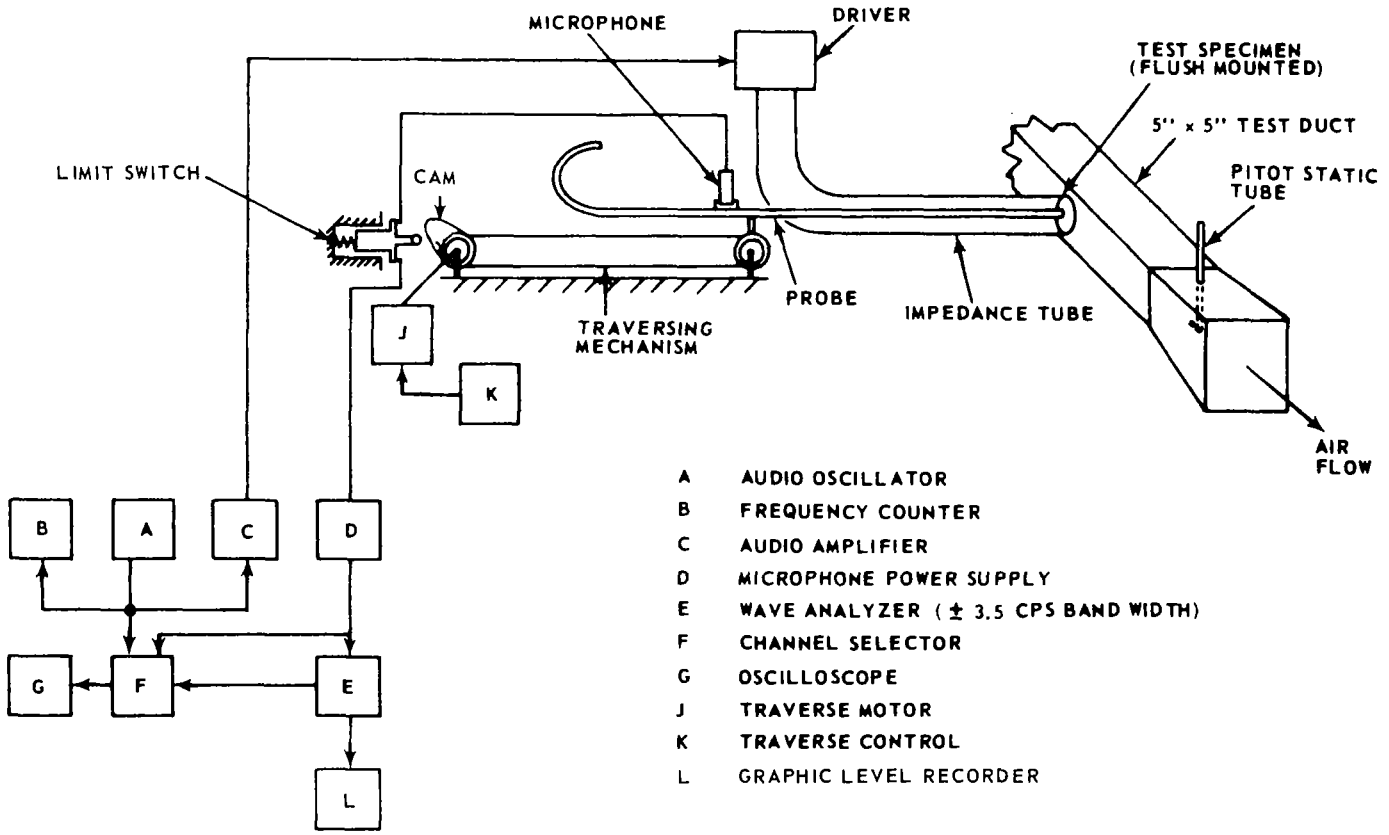 DRIVER
MICROPHONE
TEST SPECIMEN
(FLUSH MOUNTED)
5" x 5" TEST DUCT
PITOT STATIC
TUBE
LIMIT SWITCH
CAM
PROBE
IMPEDANCE TUBE
TRAVERSING
MECHANISM
J
K
AIR
FLOW
B
A
C
D
G
F
E
L
A AUDIO OSCILLATOR
B FREQUENCY COUNTER
C AUDIO AMPLIFIER
D MICROPHONE POWER SUPPLY
E WAVE ANALYZER (± 3.5 CPS BAND WIDTH)
F CHANNEL SELECTOR
G OSCILLOSCOPE
J TRAVERSE MOTOR
K TRAVERSE CONTROL
L GRAPHIC LEVEL RECORDER